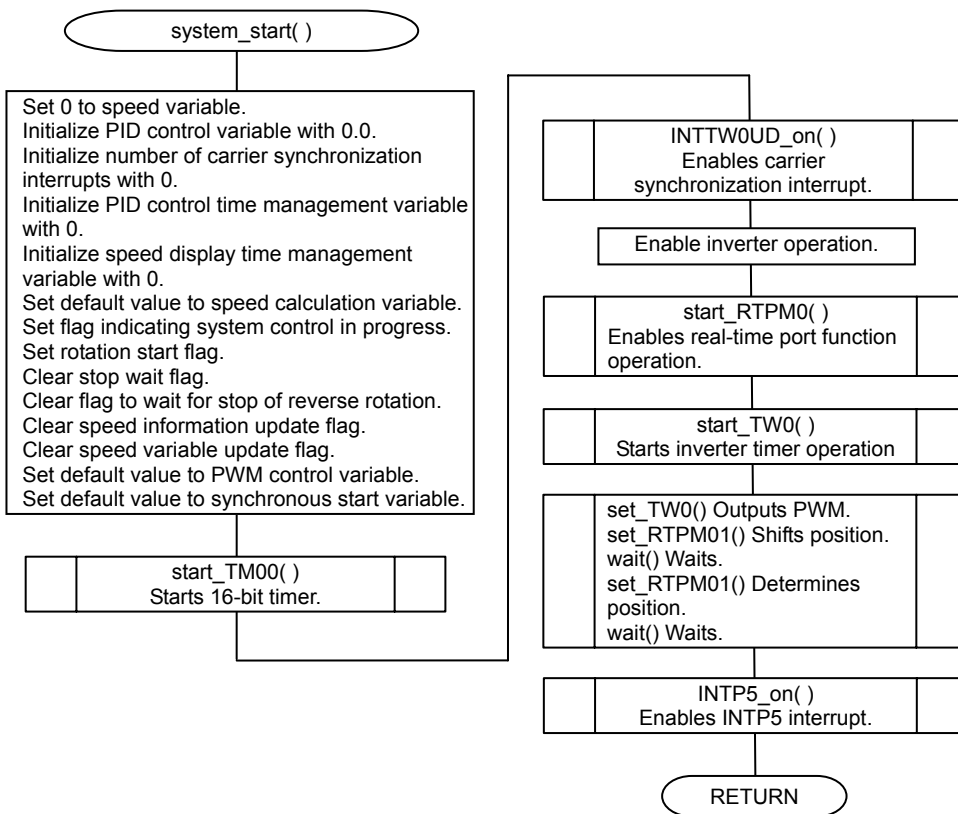 system_start( )
Set 0 to speed variable.
Initialize PID control variable with 0.0.
Initialize number of carrier synchronization
interrupts with 0.
Initialize PID control time management variable
with 0.
Initialize speed display time management
variable with 0.
Set default value to speed calculation variable.
Set flag indicating system control in progress.
Set rotation start flag.
Clear stop wait flag.
Clear flag to wait for stop of reverse rotation.
Clear speed information update flag.
Clear speed variable update flag.
Set default value to PWM control variable.
Set default value to synchronous start variable.
start_TM00( )
Starts 16-bit timer.
INTTW0UD_on( )
Enables carrier
synchronization interrupt.
Enable inverter operation.
start_RTPM0( )
Enables real-time port function
operation.
start_TW0( )
Starts inverter timer operation
set_TW0() Outputs PWM.
set_RTPM01() Shifts position.
wait() Waits.
set_RTPM01() Determines
position.
wait() Waits.
INTP5_on( )
Enables INTP5 interrupt.
RETURN